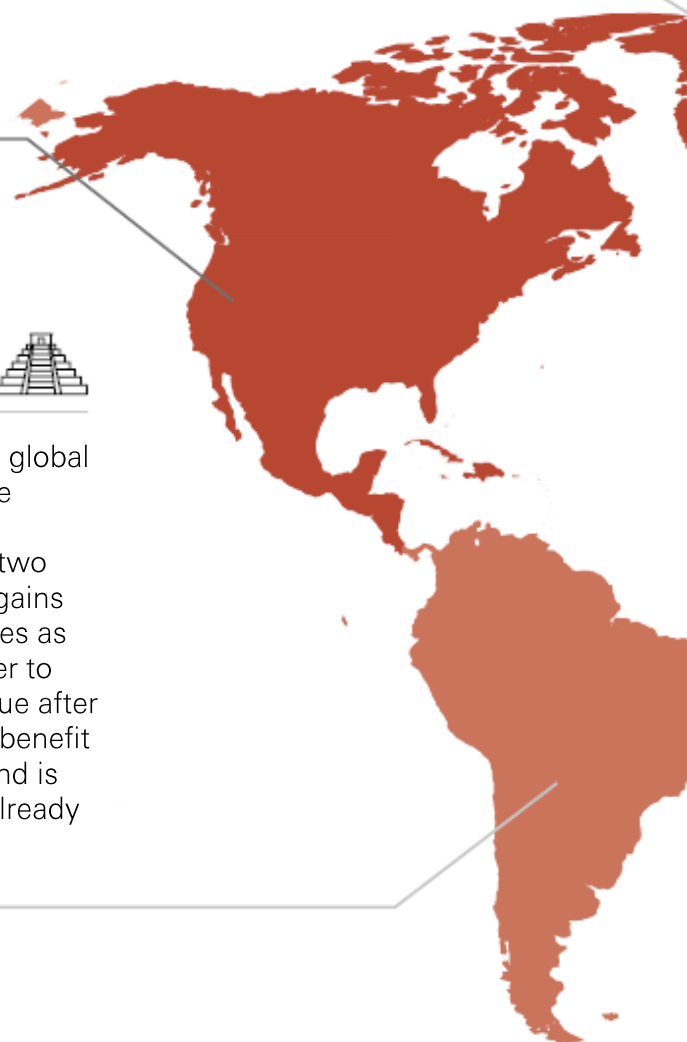 global
e
two
gains
es as
er to
ue after
benefit
nd is
lready